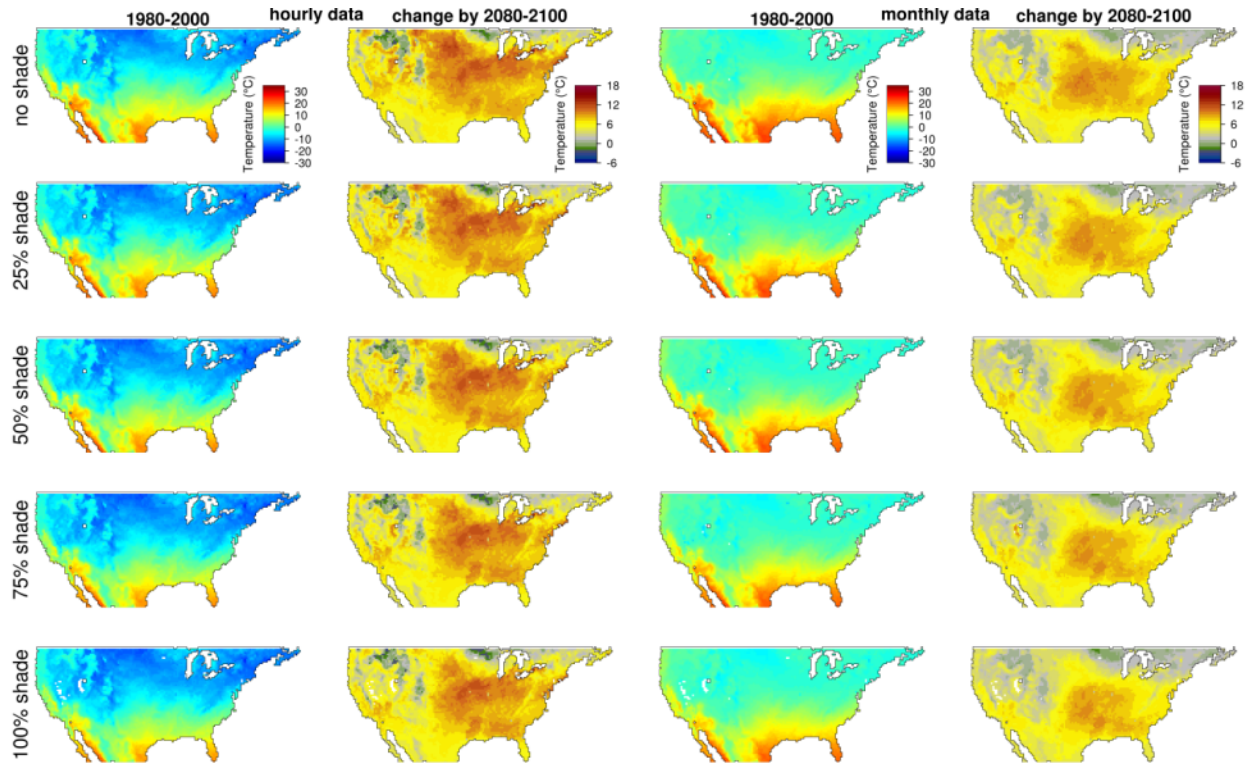 hourly data
monthly data
1980-2000
change by 2080-2100
1980-2000
change by 2080-2100
no shade
Temperature (°C)
30
20
10
0
-10
-20
-30
Temperature (°C)
18
12
6
0
-6
Temperature (°C)
30
20
10
0
-10
-20
-30
Temperature (°C)
18
12
6
0
-6
25% shade
50% shade
75% shade
100% shade